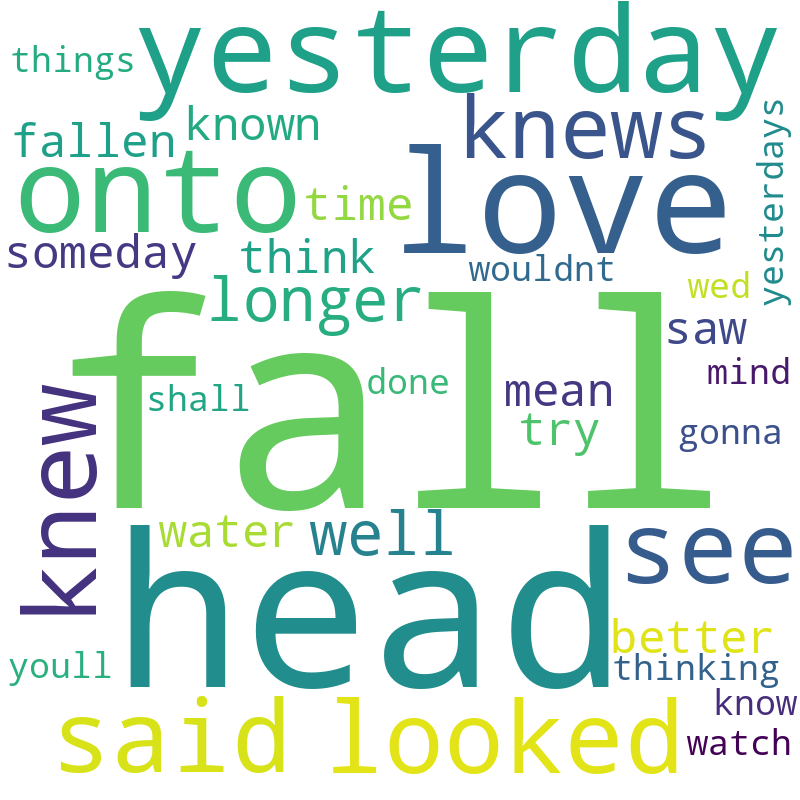 yesterday
things
knews
known
yesterdays
fallen
love
onto
time
someday
think
wouldnt
longer
wed
fall
saw
mind
done
shall
mean
knew
try
gonna
water
well
see
head
better
youll
thinking
know
said looked
watch